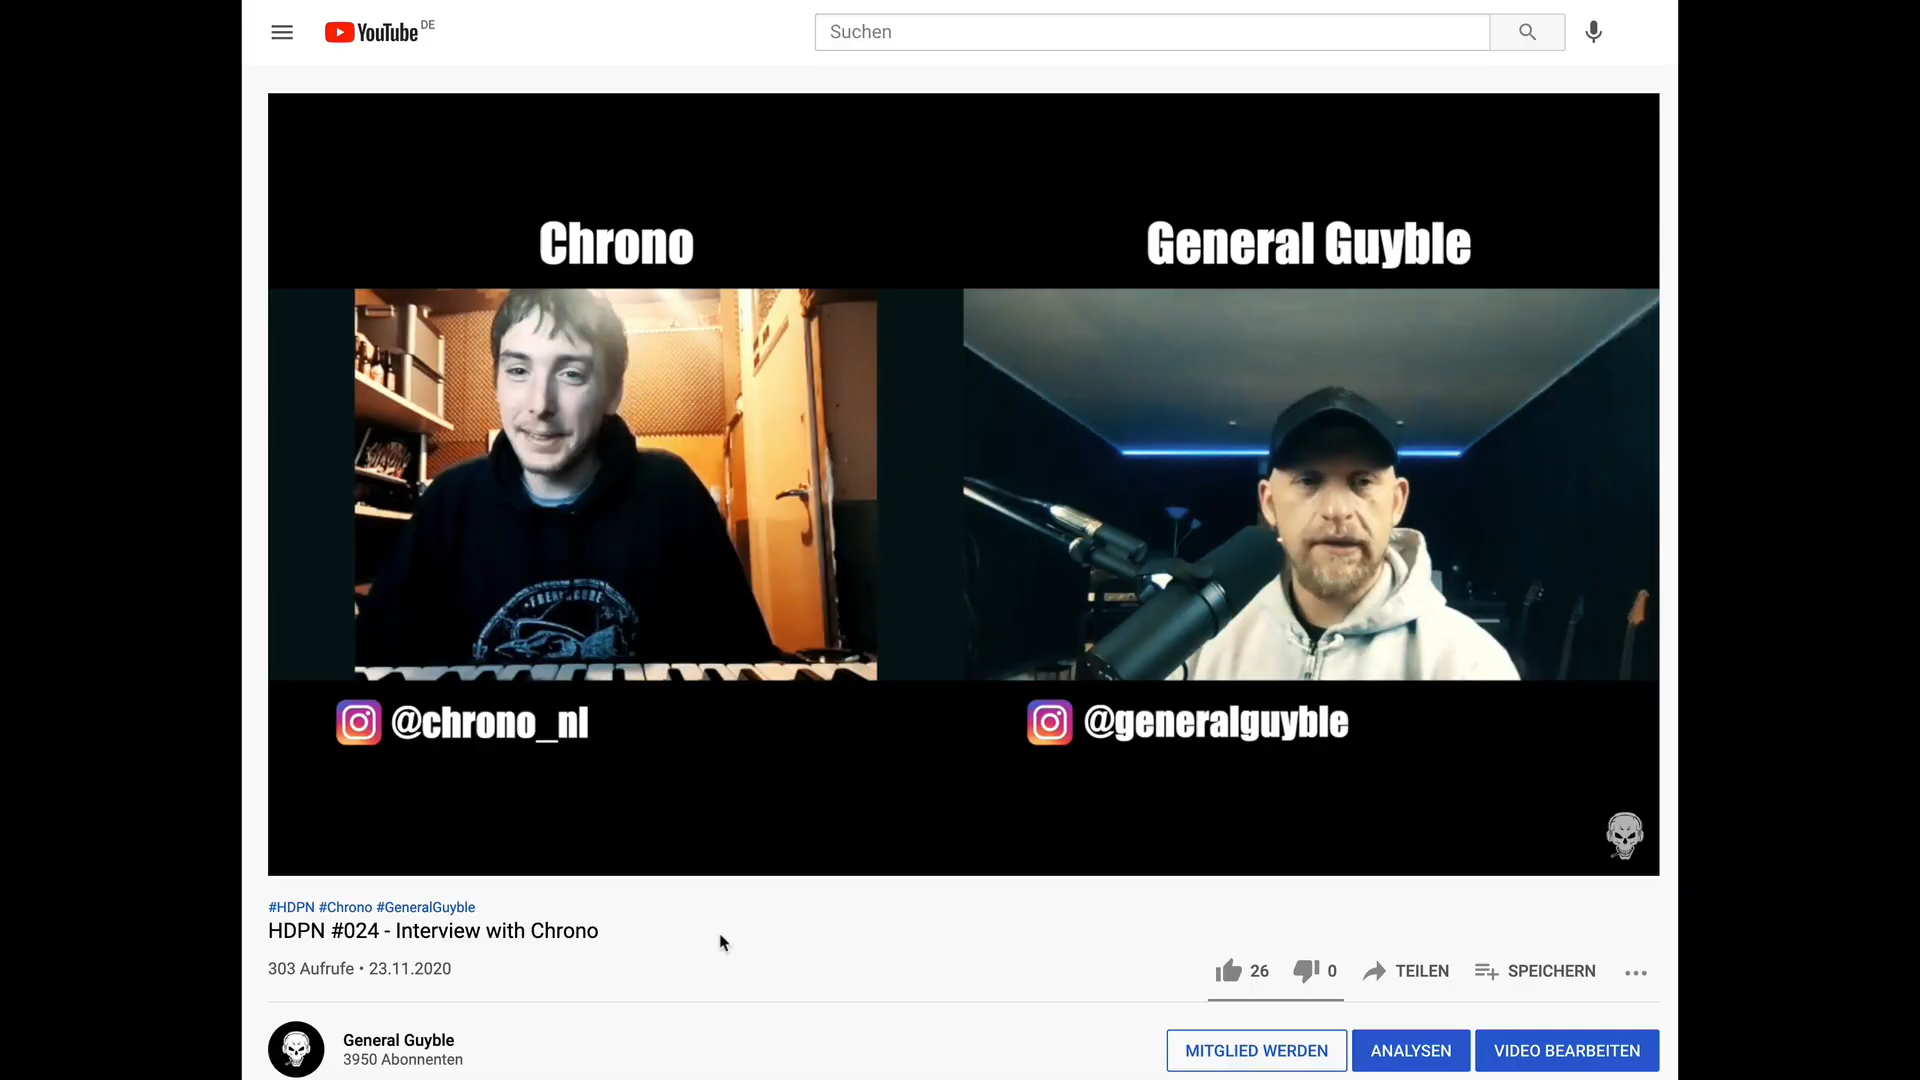 YouTube DE
Suchen
Chrono
General Guyble
FRENCHCORE
@chrono_nl
@generalguyble
#HDPN #Chrono #GeneralGuyble
HDPN #024 - Interview with Chrono
303 Aufrufe • 23.11.2020
26
0
TEILEN
SPEICHERN
General Guyble
3950 Abonnenten
MITGLIED WERDEN
ANALYSEN
VIDEO BEARBEITEN